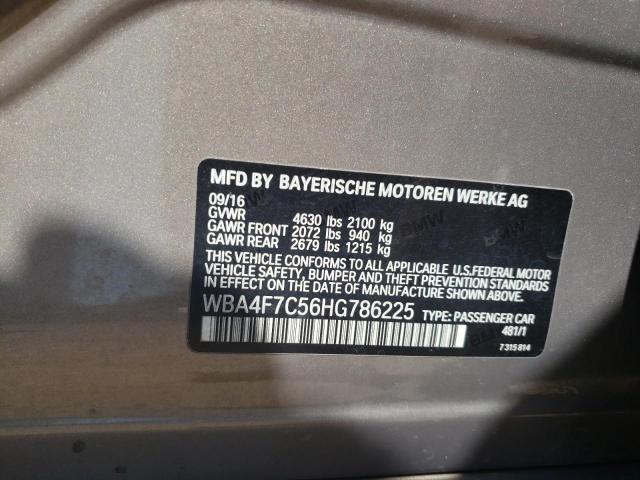 MFD BY BAYERISCHE MOTOREN WERKE AG
09/16
GVWR 4630 lbs 2100 kg
GAWR FRONT 2072 lbs 940 kg
GAWR REAR 2679 lbs 1215 kg
THIS VEHICLE CONFORMS TO ALL APPLICABLE U.S.FEDERAL MOTOR
VEHICLE SAFETY, BUMPER AND THEFT PREVENTION STANDARDS
IN EFFECT ON THE DATE OF MANUFACTURE SHOWN ABOVE.
WBA4F7C56HG786225 TYPE: PASSENGER CAR
481/1
7315814